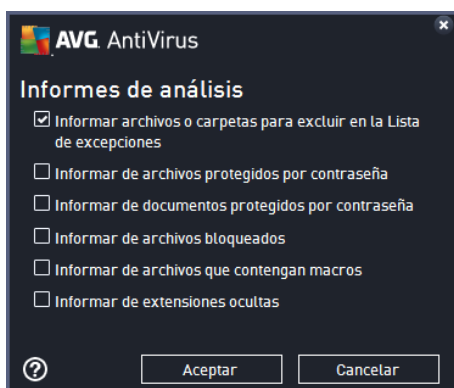 AVG. AntiVirus
Informes de análisis
Informar archivos o carpetas para excluir en la Lista
de excepciones
Informar de archivos protegidos por contraseña
Informar de documentos protegidos por contraseña
Informar de archivos bloqueados
Informar de archivos que contengan macros
Informar de extensiones ocultas
? Aceptar Cancelar